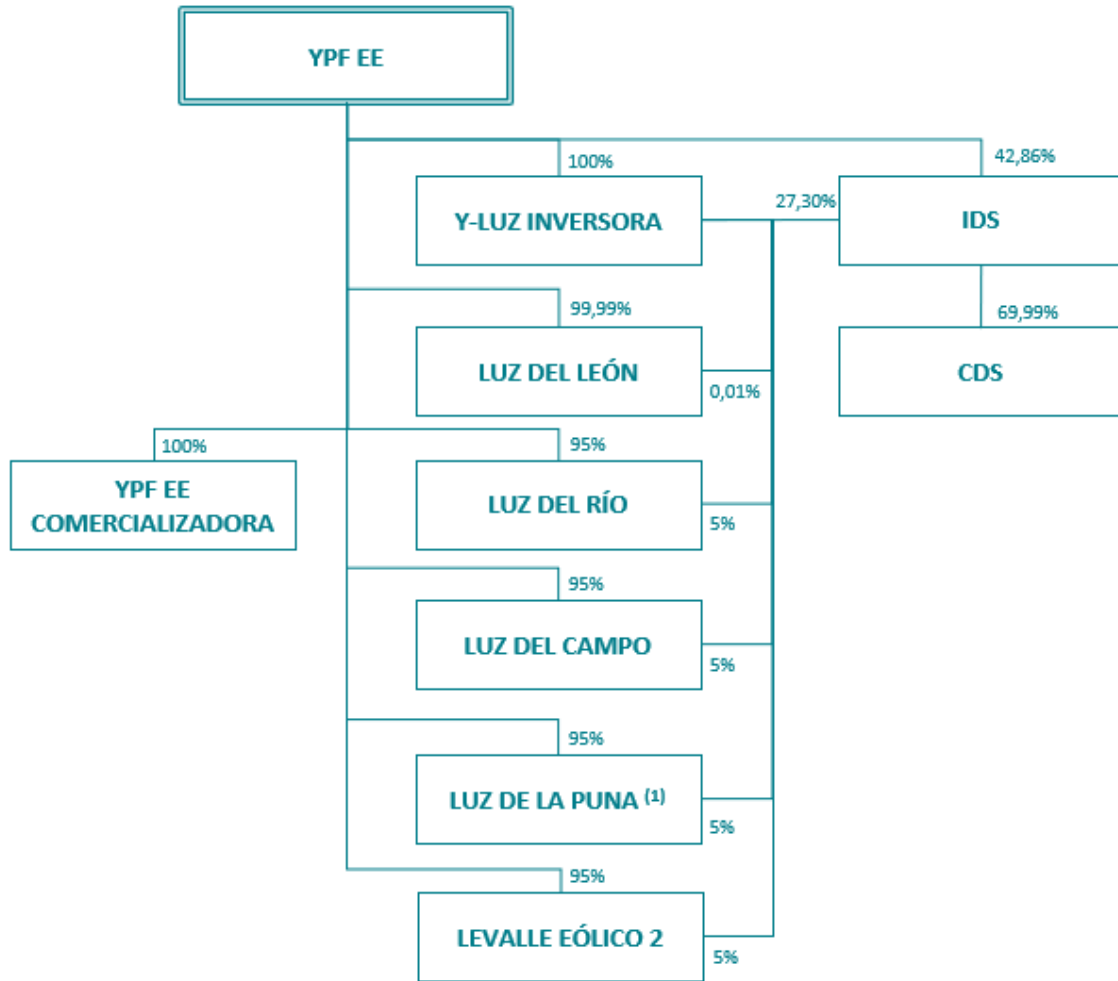 YPF EE
100%
42,86%
Y-LUZ INVERSORA
27,30%
IDS
99,99%
69,99%
LUZ DEL LEÓN
0,01%
CDS
100%
95%
YPF EE
COMERCIALIZADORA
LUZ DEL RÍO
5%
95%
LUZ DEL CAMPO
5%
95%
LUZ DE LA PUNA (1)
5%
95%
LEVALLE EÓLICO 2
5%